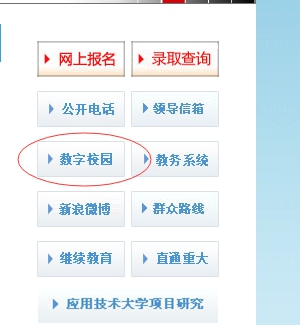 网上报名 录取查询
公开电话 领导信箱
数字校园 教务系统
新浪微博 群众路线
继续教育 直通重大
应用技术大学项目研究